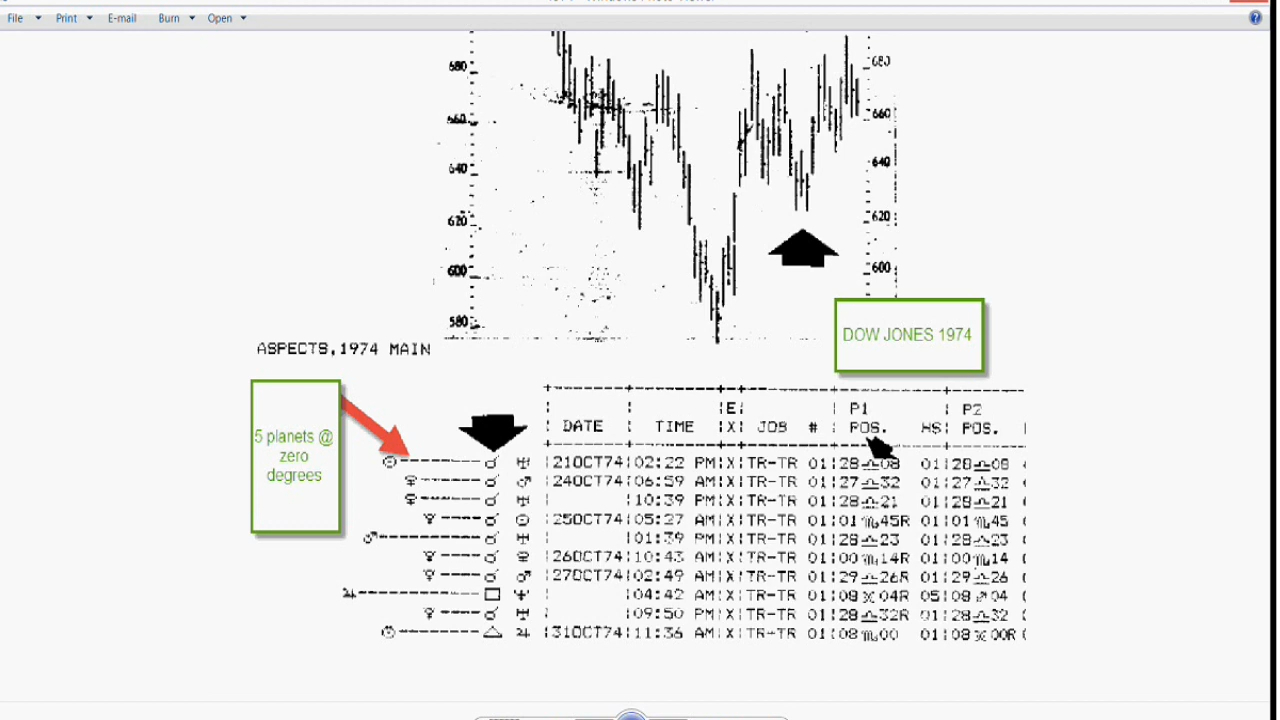 File Print E-mail Burn Open
680 680
660 660
640 640
620 620
600 600
580
DOW JONES 1974
ASPECTS,1974 MAIN
5 planets @
zero
degrees
E P1 P2
DATE TIME X JOB # POS. HS POS.
☉ ☌ ♅ 21OCT74 02:22 PM X TR-TR 01 28♎08 01 28♎08
♀ ☌ ♂ 24OCT74 06:59 AM X TR-TR 01 27♎32 01 27♎32
♀ ☌ ♅ 10:39 PM X TR-TR 01 28♎21 01 28♎21
☿ ☌ ☉ 25OCT74 05:27 AM X TR-TR 01 01♏45R 01 01♏45
♂ ☌ ♅ 01:39 PM X TR-TR 01 28♎23 01 28♎23
☿ ☌ ♀ 26OCT74 10:43 AM X TR-TR 01 00♏14R 01 00♏14
☿ ☌ ♂ 27OCT74 02:49 AM X TR-TR 01 29♎26R 01 29♎26
♃ □ ♆ 04:42 AM X TR-TR 01 08♓04R 05 08♐04
☿ ☌ ♅ 09:50 PM X TR-TR 01 28♎32R 01 28♎32
☉ △ ♃ 31OCT74 11:36 AM X TR-TR 01 08♏00 01 08♓00R